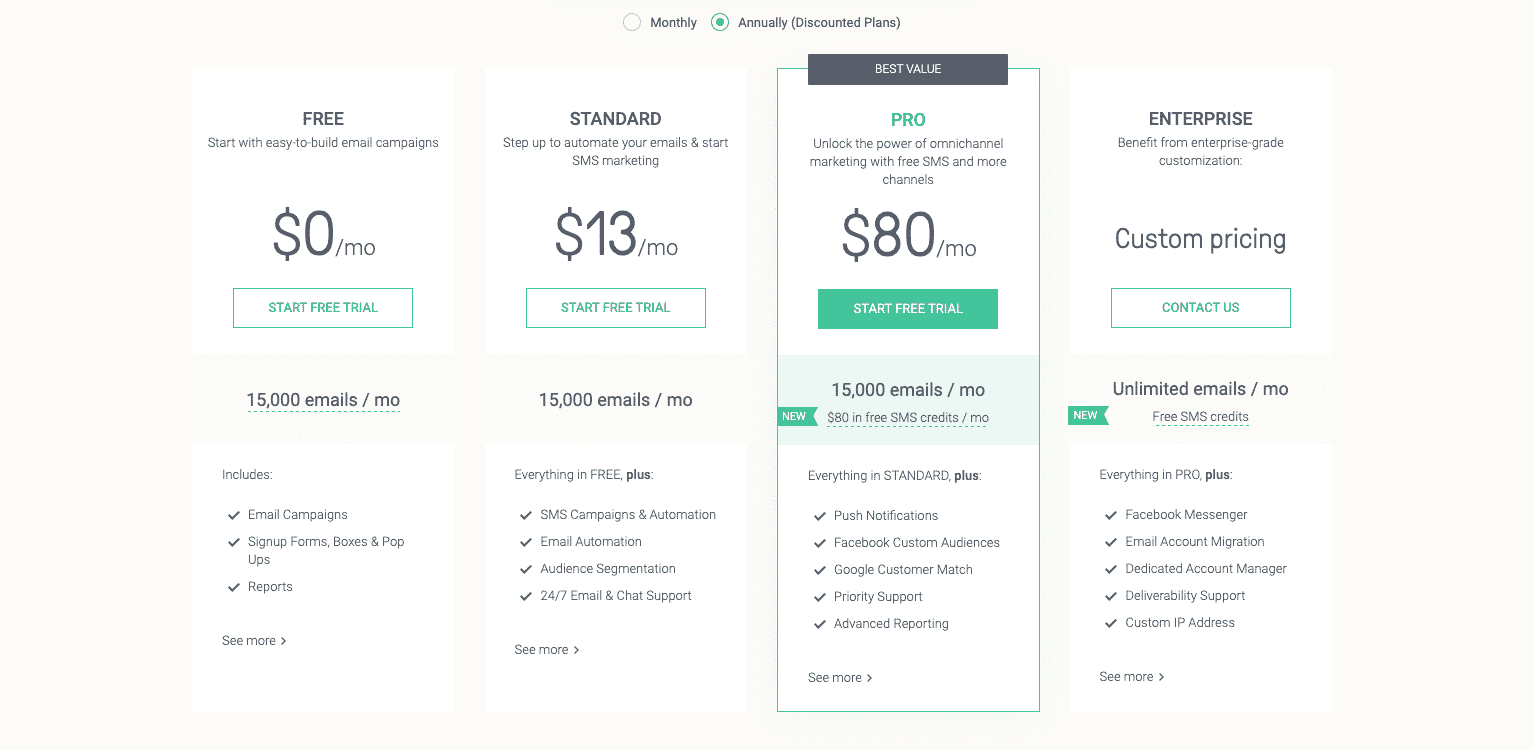 Monthly
Annually (Discounted Plans)
FREE
Start with easy-to-build email campaigns
$0/mo
START FREE TRIAL
15,000 emails / mo
Includes:
Email Campaigns
Signup Forms, Boxes & Pop
Ups
Reports
See more
STANDARD
Step up to automate your emails & start
SMS marketing
$13/mo
START FREE TRIAL
15,000 emails / mo
Everything in FREE, plus:
SMS Campaigns & Automation
Email Automation
Audience Segmentation
24/7 Email & Chat Support
See more
BEST VALUE
PRO
Unlock the power of omnichannel
marketing with free SMS and more
channels
$80/mo
START FREE TRIAL
15,000 emails / mo
NEW
$80 in free SMS credits / mo
Everything in STANDARD, plus:
Push Notifications
Facebook Custom Audiences
Google Customer Match
Priority Support
Advanced Reporting
See more
ENTERPRISE
Benefit from enterprise-grade
customization:
Custom pricing
CONTACT US
Unlimited emails / mo
NEW
Free SMS credits
Everything in PRO, plus:
Facebook Messenger
Email Account Migration
Dedicated Account Manager
Deliverability Support
Custom IP Address
See more